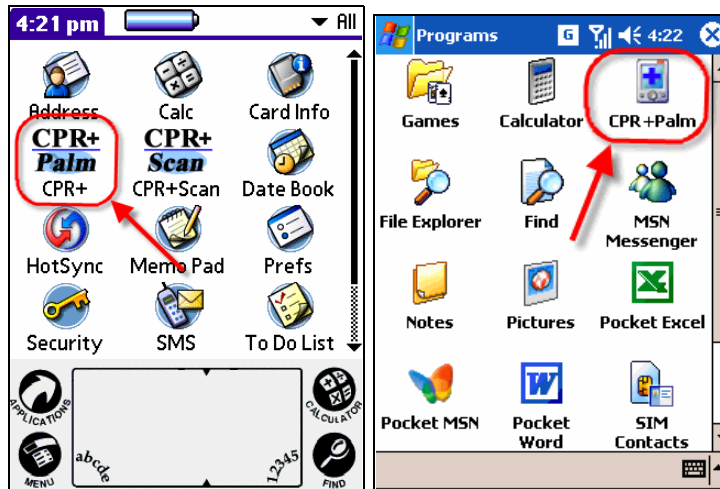 4:21 pm
All
Address
Calc
Card Info
CPR+
Palm
CPR+
CPR+
Scan
CPR+Scan
Date Book
HotSync
Memo Pad
Prefs
Security
SMS
To Do List
APPLICATIONS
CALCULATOR
MENU
abcde
12345
FIND
Programs
G
4:22
Games
Calculator
CPR+Palm
File Explorer
Find
MSN
Messenger
Notes
Pictures
Pocket Excel
W
Pocket MSN
Pocket
Word
SIM
Contacts